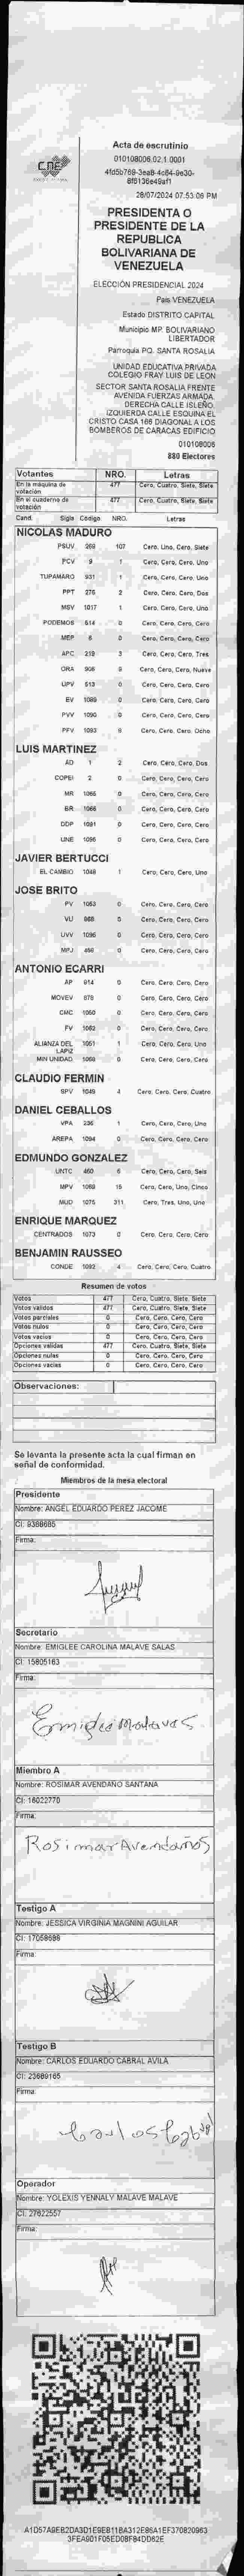 CNE
Acta de escrutinio
010108006.02.1.0001
28/07/2024 07:53:06 PM
PRESIDENTA O
PRESIDENTE DE LA
REPUBLICA
BOLIVARIANA DE
VENEZUELA
ELECCIÓN PRESIDENCIAL 2024
País VENEZUELA
Estado DISTRITO CAPITAL
Municipio MP. BOLIVARIANO
LIBERTADOR
Parroquia PQ. SANTA ROSALIA
UNIDAD EDUCATIVA PRIVADA
COLEGIO FRAY LUIS DE LEON
SECTOR SANTA ROSALIA FRENTE
AVENIDA FUERZAS ARMADA.
DERECHA CALLE ISLEÑO.
IZQUIERDA CALLE ESQUINA EL
CRISTO CASA 166 DIAGONAL A LOS
BOMBEROS DE CARACAS EDIFICIO
010108006
880 Electores
Votantes NRO. Letras
En la máquina de votación 477 Cero, Cuatro, Siete, Siete
En el cuaderno de votación 477 Cero, Cuatro, Siete, Siete
Cand. Sigla Código NRO. Letras
NICOLAS MADURO
PSUV 268 107 Cero, Uno, Cero, Siete
PCV 9 1 Cero, Cero, Cero, Uno
TUPAMARO 931 1 Cero, Cero, Cero, Uno
PPT 276 2 Cero, Cero, Cero, Dos
MSV 1017 1 Cero, Cero, Cero, Uno
PODEMOS 514 0 Cero, Cero, Cero, Cero
MEP 6 0 Cero, Cero, Cero, Cero
APC 219 3 Cero, Cero, Cero, Tres
ORA 906 9 Cero, Cero, Cero, Nueve
UPV 513 0 Cero, Cero, Cero, Cero
EV 1089 0 Cero, Cero, Cero, Cero
PVV 1090 0 Cero, Cero, Cero, Cero
PFV 1093 8 Cero, Cero, Cero, Ocho
LUIS MARTINEZ
AD 1 2 Cero, Cero, Cero, Dos
COPEI 2 0 Cero, Cero, Cero, Cero
MR 1065 0 Cero, Cero, Cero, Cero
BR 1066 0 Cero, Cero, Cero, Cero
DDP 1091 0 Cero, Cero, Cero, Cero
UNE 1095 0 Cero, Cero, Cero, Cero
JAVIER BERTUCCI
EL CAMBIO 1048 1 Cero, Cero, Cero, Uno
JOSE BRITO
PV 1053 0 Cero, Cero, Cero, Cero
VU 968 0 Cero, Cero, Cero, Cero
UVV 1096 0 Cero, Cero, Cero, Cero
MPJ 456 0 Cero, Cero, Cero, Cero
ANTONIO ECARRI
AP 914 0 Cero, Cero, Cero, Cero
MOVEV 978 0 Cero, Cero, Cero, Cero
CMC 1050 0 Cero, Cero, Cero, Cero
FV 1062 0 Cero, Cero, Cero, Cero
ALIANZA DEL LAPIZ 1051 1 Cero, Cero, Cero, Uno
MIN UNIDAD 1068 0 Cero, Cero, Cero, Cero
CLAUDIO FERMIN
SPV 1049 4 Cero, Cero, Cero, Cuatro
DANIEL CEBALLOS
VPA 236 1 Cero, Cero, Cero, Uno
AREPA 1094 0 Cero, Cero, Cero, Cero
EDMUNDO GONZALEZ
UNTC 460 6 Cero, Cero, Cero, Seis
MPV 1069 15 Cero, Cero, Uno, Cinco
MUD 1075 311 Cero, Tres, Uno, Uno
ENRIQUE MARQUEZ
CENTRADOS 1073 0 Cero, Cero, Cero, Cero
BENJAMIN RAUSSEO
CONDE 1092 4 Cero, Cero, Cero, Cuatro
Resumen de votos
Votos 477 Cero, Cuatro, Siete, Siete
Votos validos 477 Cero, Cuatro, Siete, Siete
Votos parciales 0 Cero, Cero, Cero, Cero
Votos nulos 0 Cero, Cero, Cero, Cero
Votos vacios 0 Cero, Cero, Cero, Cero
Opciones validas 477 Cero, Cuatro, Siete, Siete
Opciones nulas 0 Cero, Cero, Cero, Cero
Opciones vacias 0 Cero, Cero, Cero, Cero
Observaciones:
Se levanta la presente acta la cual firman en
señal de conformidad.
Miembros de la mesa electoral
Presidente
Nombre: ANGEL EDUARDO PEREZ JACOME
CI: 9368685
Firma:
Secretario
Nombre: EMIGLEE CAROLINA MALAVE SALAS
CI: 15805163
Firma:
Emiglee Malave S
Miembro A
Nombre: ROSIMAR AVENDANO SANTANA
CI: 16022770
Firma:
Rosimar Avendaño S
Testigo A
Nombre: JESSICA VIRGINIA MAGNINI AGUILAR
CI: 17058698
Firma:
Testigo B
Nombre: CARLOS EDUARDO CABRAL AVILA
CI: 23689165
Firma:
Carlos Cabral
Operador
Nombre: YOLEXIS YENNALY MALAVE MALAVE
CI: 27622557
Firma: